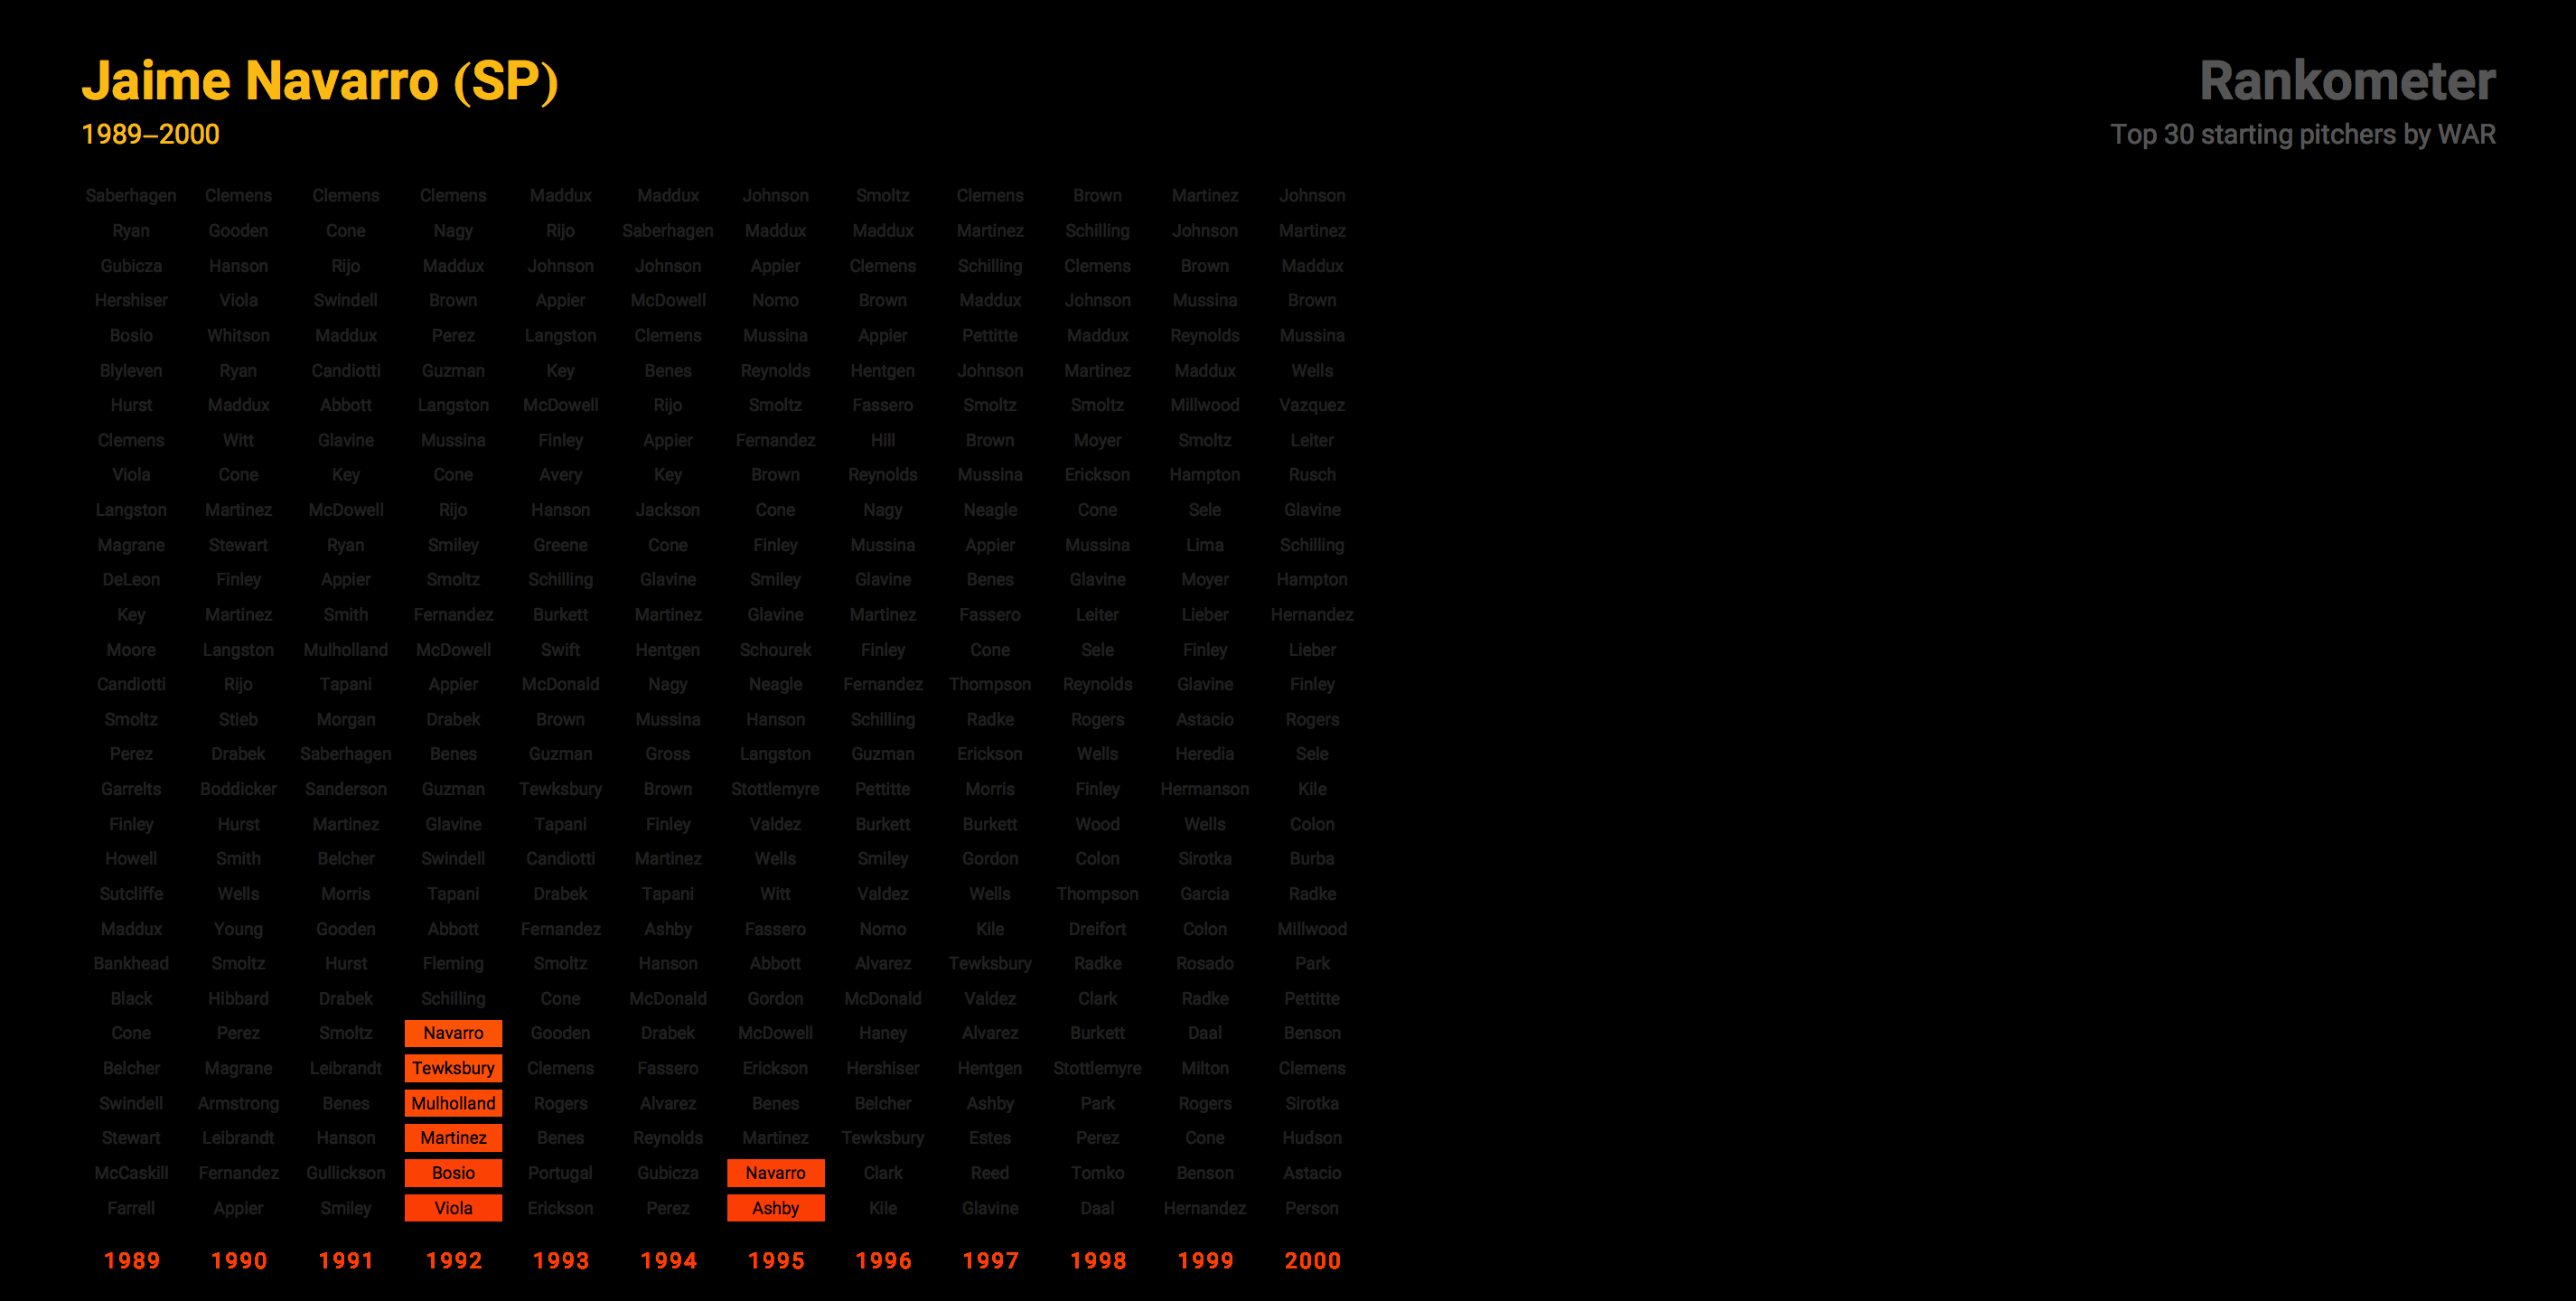 Jaime Navarro (SP)
1989–2000
Rankometer
Top 30 starting pitchers by WAR
Saberhagen Clemens Clemens Clemens Maddux Maddux Johnson Smoltz Clemens Brown Martinez Johnson
Ryan Gooden Cone Nagy Rijo Saberhagen Maddux Maddux Martinez Schilling Johnson Martinez
Gubicza Hanson Rijo Maddux Johnson Johnson Appier Clemens Schilling Clemens Brown Maddux
Hershiser Viola Swindell Brown Appier McDowell Nomo Brown Maddux Johnson Mussina Brown
Bosio Whitson Maddux Perez Langston Clemens Mussina Appier Pettitte Maddux Reynolds Mussina
Blyleven Ryan Candiotti Guzman Key Benes Reynolds Hentgen Johnson Martinez Maddux Wells
Hurst Maddux Abbott Langston McDowell Rijo Smoltz Fassero Smoltz Smoltz Millwood Vazquez
Clemens Witt Glavine Mussina Finley Appier Fernandez Hill Brown Moyer Smoltz Leiter
Viola Cone Key Cone Avery Key Brown Reynolds Mussina Erickson Hampton Rusch
Langston Martinez McDowell Rijo Hanson Jackson Cone Nagy Neagle Cone Sele Glavine
Magrane Stewart Ryan Smiley Greene Cone Finley Mussina Appier Mussina Lima Schilling
DeLeon Finley Appier Smoltz Schilling Glavine Smiley Glavine Benes Glavine Moyer Hampton
Key Martinez Smith Fernandez Burkett Martinez Glavine Martinez Fassero Leiter Lieber Hernandez
Moore Langston Mulholland McDowell Swift Hentgen Schourek Finley Cone Sele Finley Lieber
Candiotti Rijo Tapani Appier McDonald Nagy Neagle Fernandez Thompson Reynolds Glavine Finley
Smoltz Stieb Morgan Drabek Brown Mussina Hanson Schilling Radke Rogers Astacio Rogers
Perez Drabek Saberhagen Benes Guzman Gross Langston Guzman Erickson Wells Heredia Sele
Garrelts Boddicker Sanderson Guzman Tewksbury Brown Stottlemyre Pettitte Morris Finley Hermanson Kile
Finley Hurst Martinez Glavine Tapani Finley Valdez Burkett Burkett Wood Wells Colon
Howell Smith Belcher Swindell Candiotti Martinez Wells Smiley Gordon Colon Sirotka Burba
Sutcliffe Wells Morris Tapani Drabek Tapani Witt Valdez Wells Thompson Garcia Radke
Maddux Young Gooden Abbott Fernandez Ashby Fassero Nomo Kile Dreifort Colon Millwood
Bankhead Smoltz Hurst Fleming Smoltz Hanson Abbott Alvarez Tewksbury Radke Rosado Park
Black Hibbard Drabek Schilling Cone McDonald Gordon McDonald Valdez Clark Radke Pettitte
Cone Perez Smoltz Navarro Gooden Drabek McDowell Haney Alvarez Burkett Daal Benson
Belcher Magrane Leibrandt Tewksbury Clemens Fassero Erickson Hershiser Hentgen Stottlemyre Milton Clemens
Swindell Armstrong Benes Mulholland Rogers Alvarez Benes Belcher Ashby Park Rogers Sirotka
Stewart Leibrandt Hanson Martinez Benes Reynolds Martinez Tewksbury Estes Perez Cone Hudson
McCaskill Fernandez Gullickson Bosio Portugal Gubicza Navarro Clark Reed Tomko Benson Astacio
Farrell Appier Smiley Viola Erickson Perez Ashby Kile Glavine Daal Hernandez Person
1989 1990 1991 1992 1993 1994 1995 1996 1997 1998 1999 2000